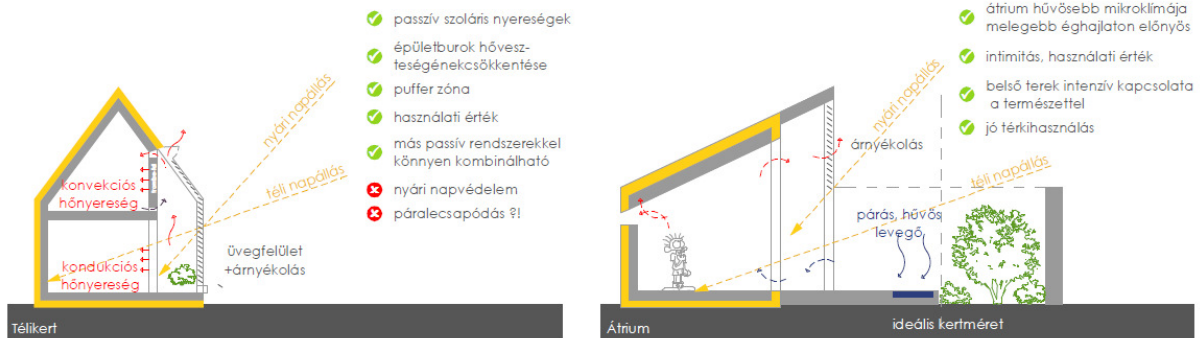 passzív szoláris nyereségek
épületburok hővesz-
teségénekcsökkentése
puffer zóna
használati érték
más passzív rendszerekkel
könnyen kombinálható
nyári napvédelem
páralecsapódás ?!
nyári napállás
téli napállás
konvekciós
hőnyereség
kondukciós
hőnyereség
üvegfelület
+árnyékolás
Télikert
átrium hűvösebb mikroklímája
melegebb éghajlaton előnyös
intimitás, használati érték
belső terek intenzív kapcsolata
a természettel
jó térkihasználás
nyári napállás
árnyékolás
téli napállás
párás, hűvös
levegő
Átrium
ideális kertméret